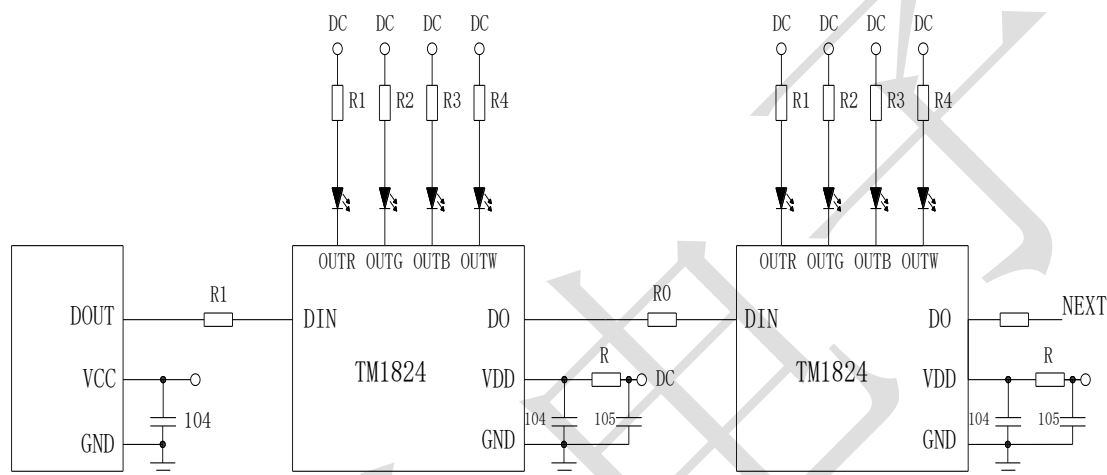 DC DC DC DC DC DC DC DC
R1 R2 R3 R4 R1 R2 R3 R4
OUTR OUTG OUTB OUTW OUTR OUTG OUTB OUTW
R1 R0 NEXT
DOUT DIN DO DIN DO
R R
VCC TM1824 VDD DC TM1824 VDD
104 104 105 104 105
GND GND GND